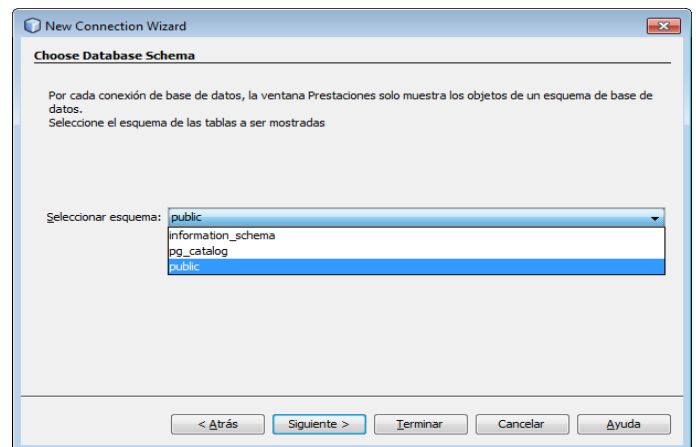 New Connection Wizard
Choose Database Schema
Por cada conexión de base de datos, la ventana Prestaciones solo muestra los objetos de un esquema de base de
datos.
Seleccione el esquema de las tablas a ser mostradas
Seleccionar esquema: public
information_schema
pg_catalog
public
< Atrás Siguiente > Terminar Cancelar Ayuda